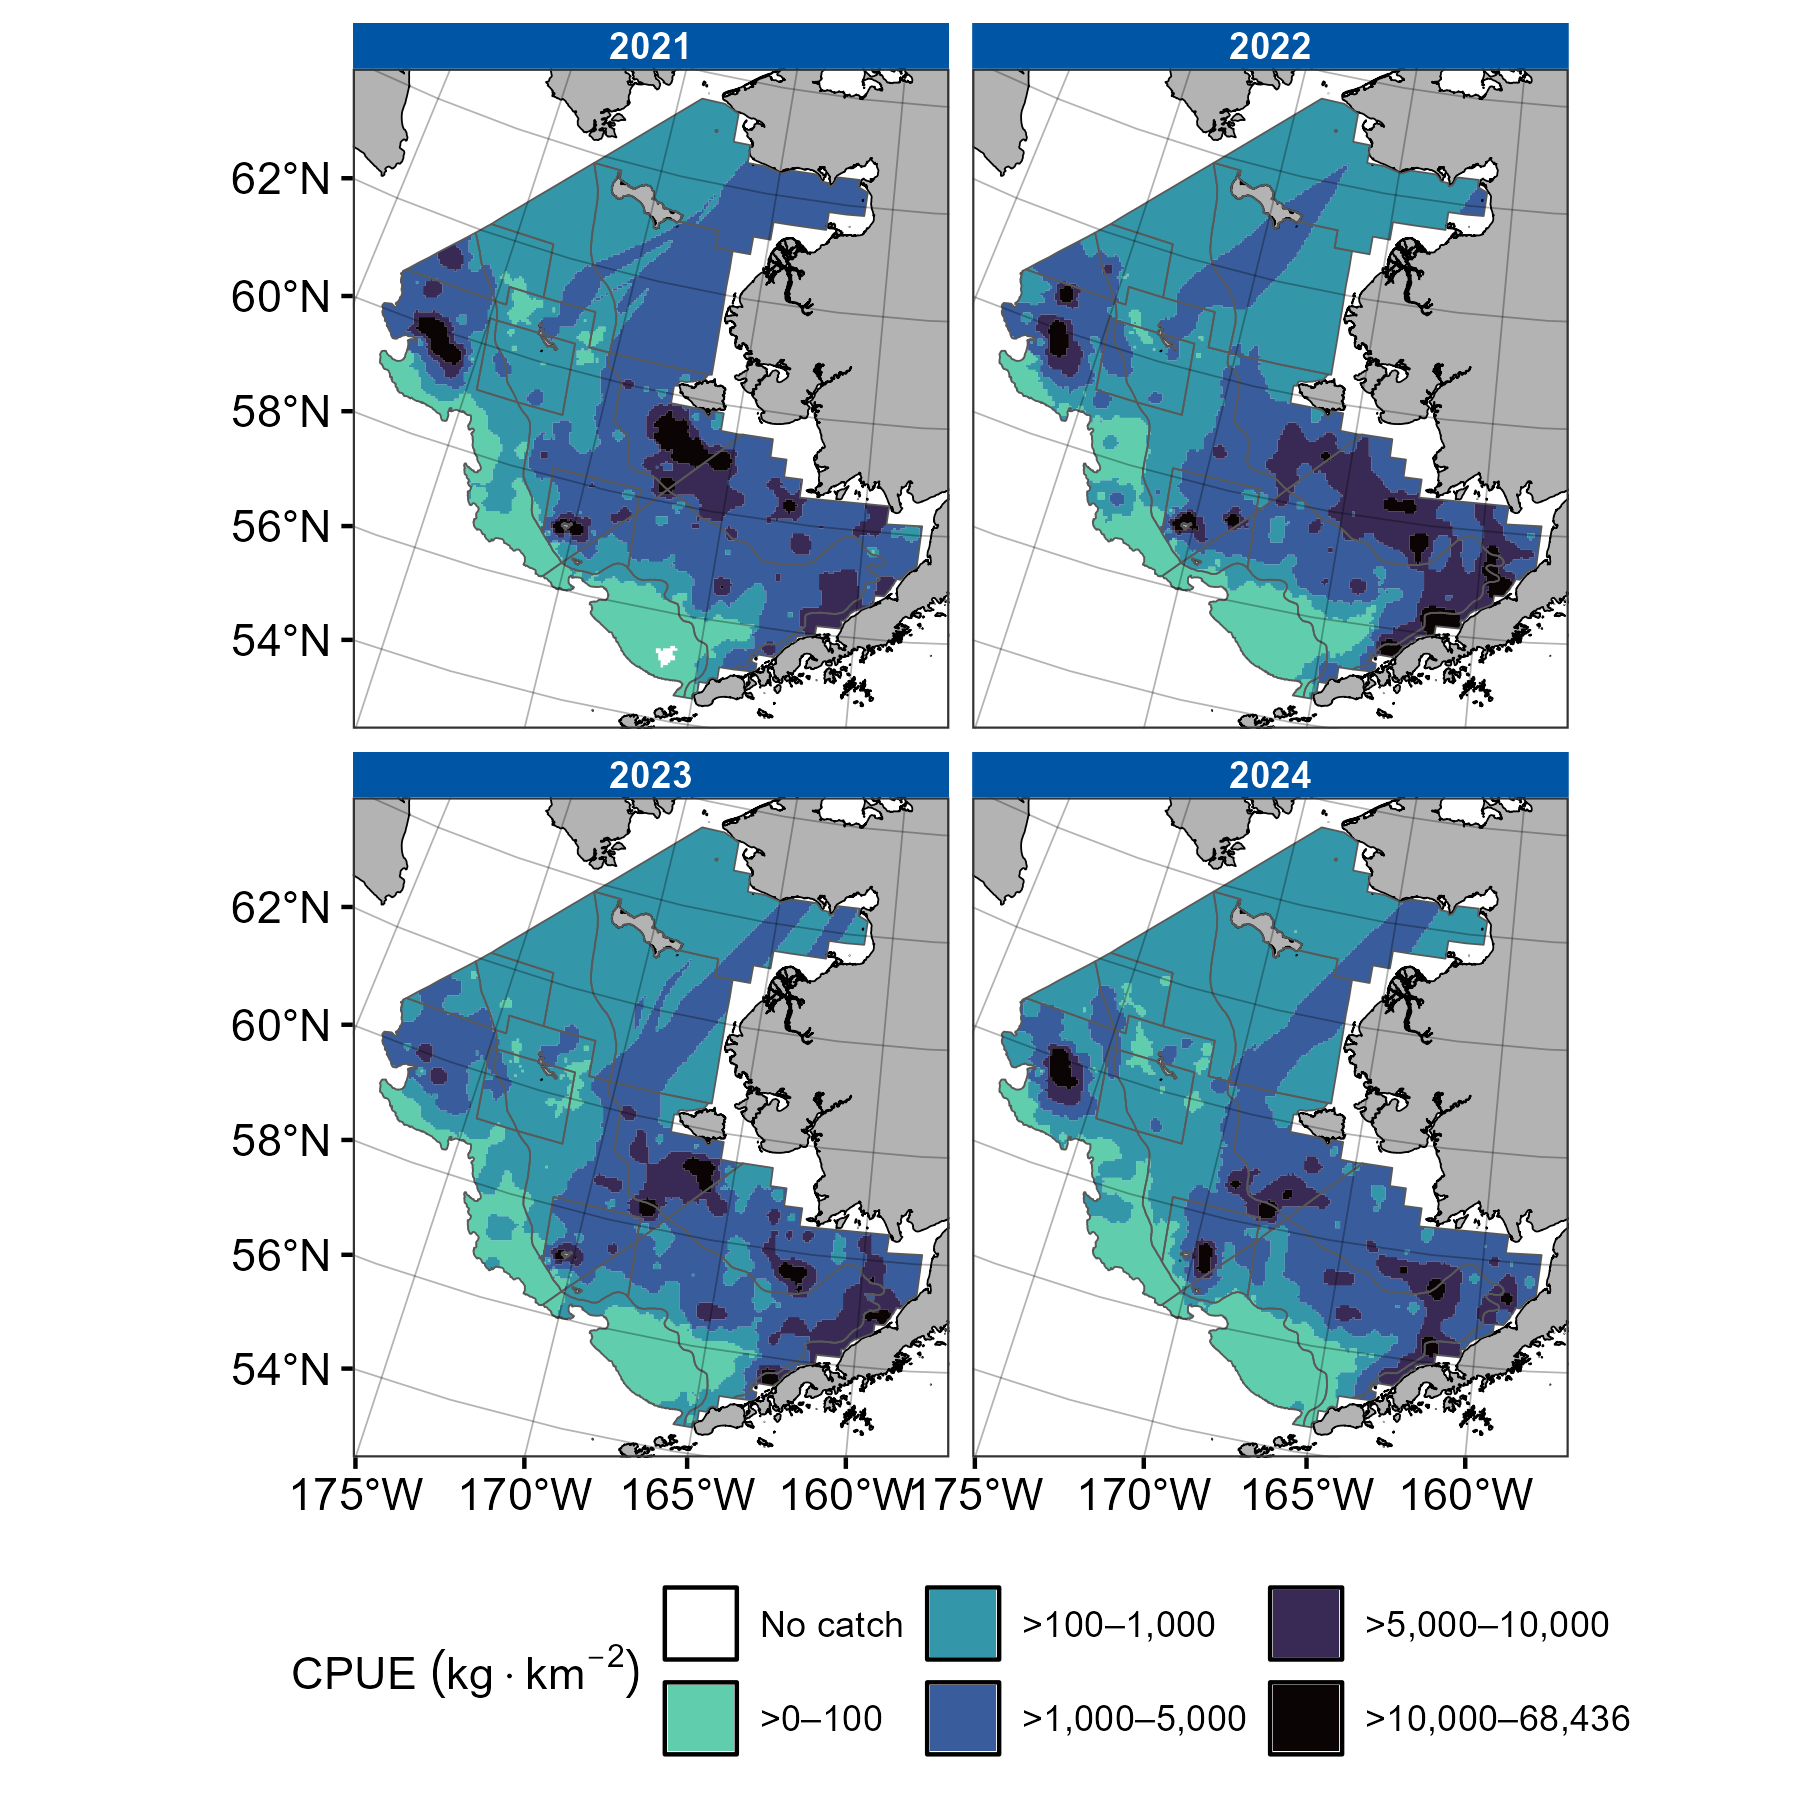 2021
2022
62°N
60°N
58°N
56°N
54°N
2023
2024
62°N
60°N
58°N
56°N
54°N
175°W 170°W 165°W 160°W 175°W 170°W 165°W 160°W
CPUE (kg · km⁻²)
No catch
>100–1,000
>5,000–10,000
>0–100
>1,000–5,000
>10,000–68,436